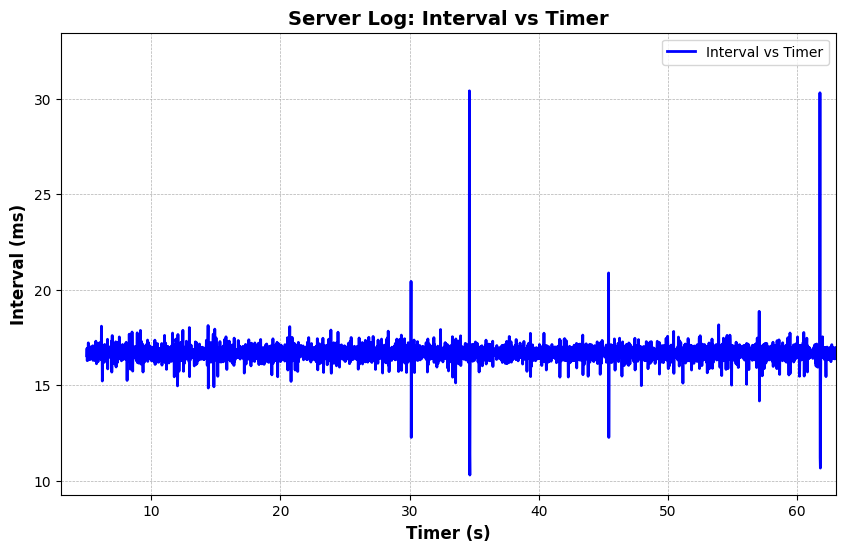 Server Log: Interval vs Timer
Interval vs Timer
30
25
20
15
10
Interval (ms)
10 20 30 40 50 60
Timer (s)